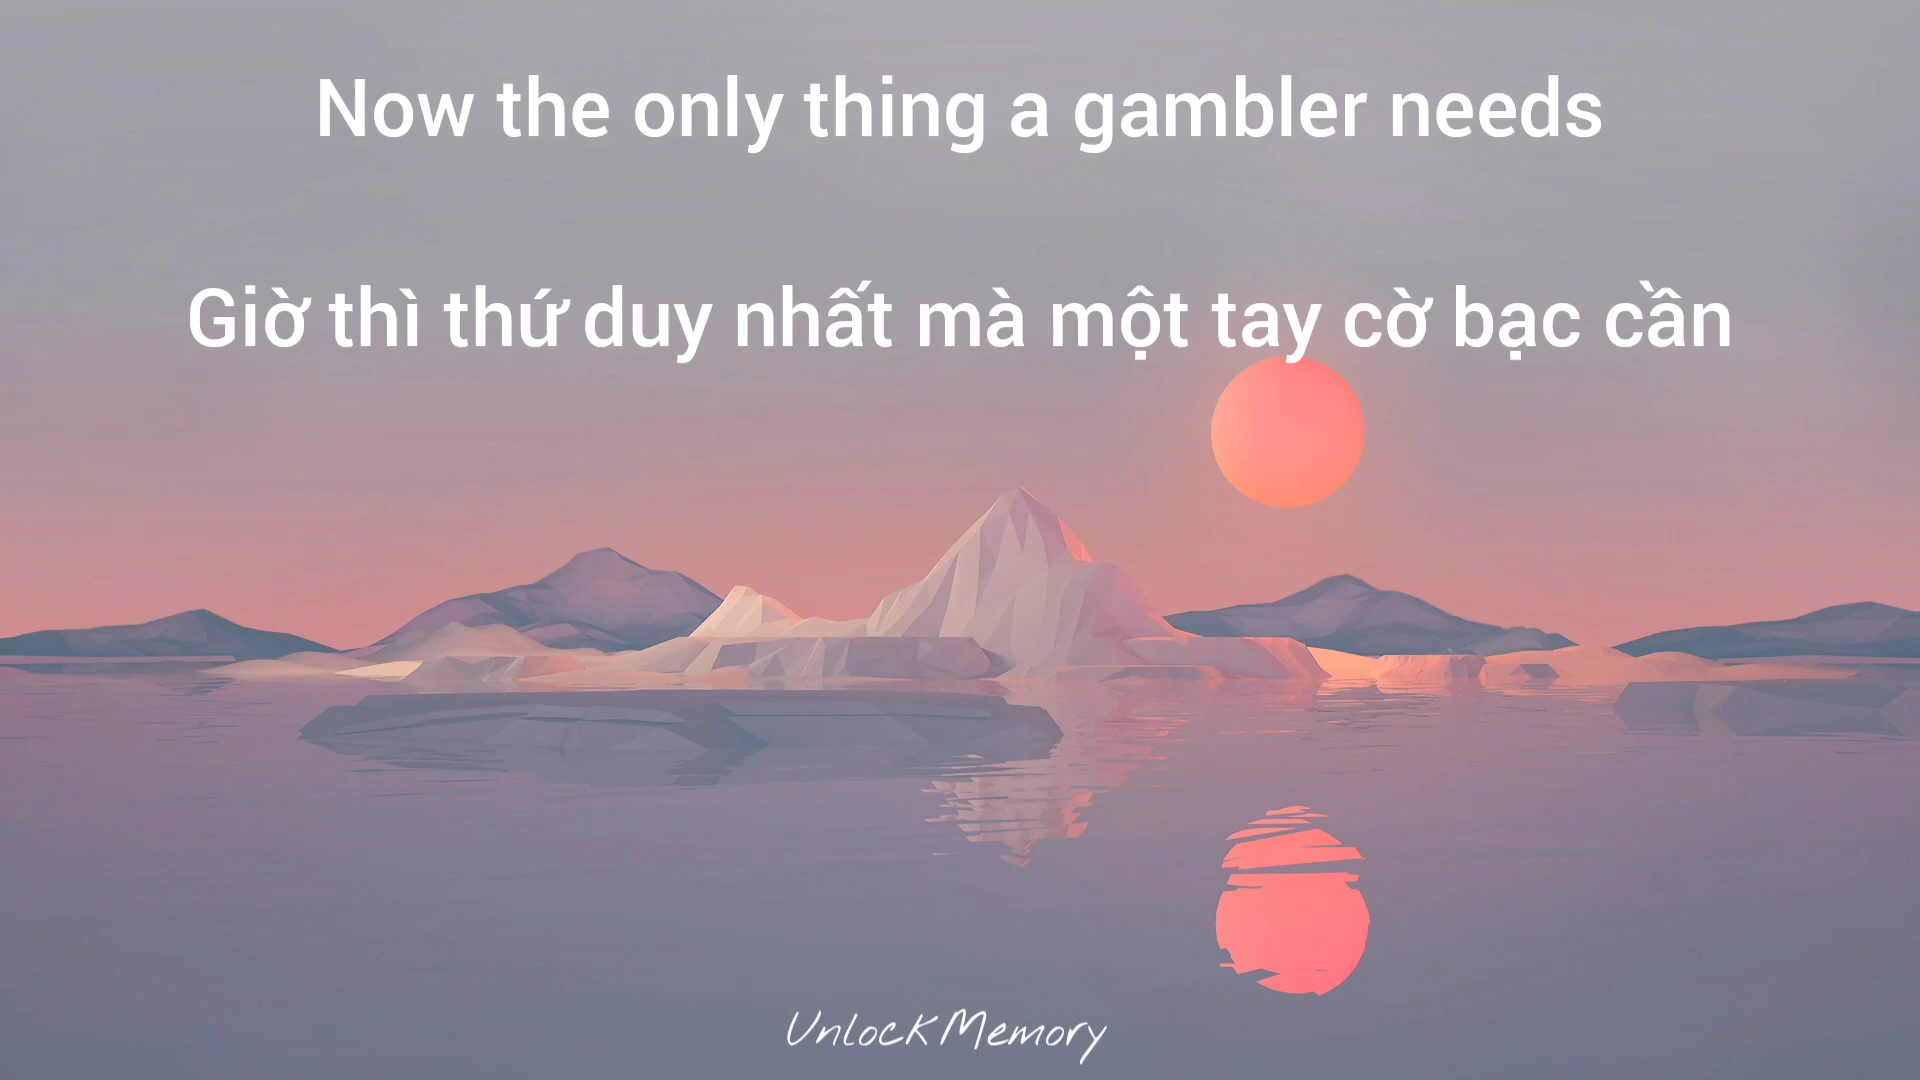 Now the only thing a gambler needs
Giờ thì thứ duy nhất mà một tay cờ bạc cần
UnlockMemory